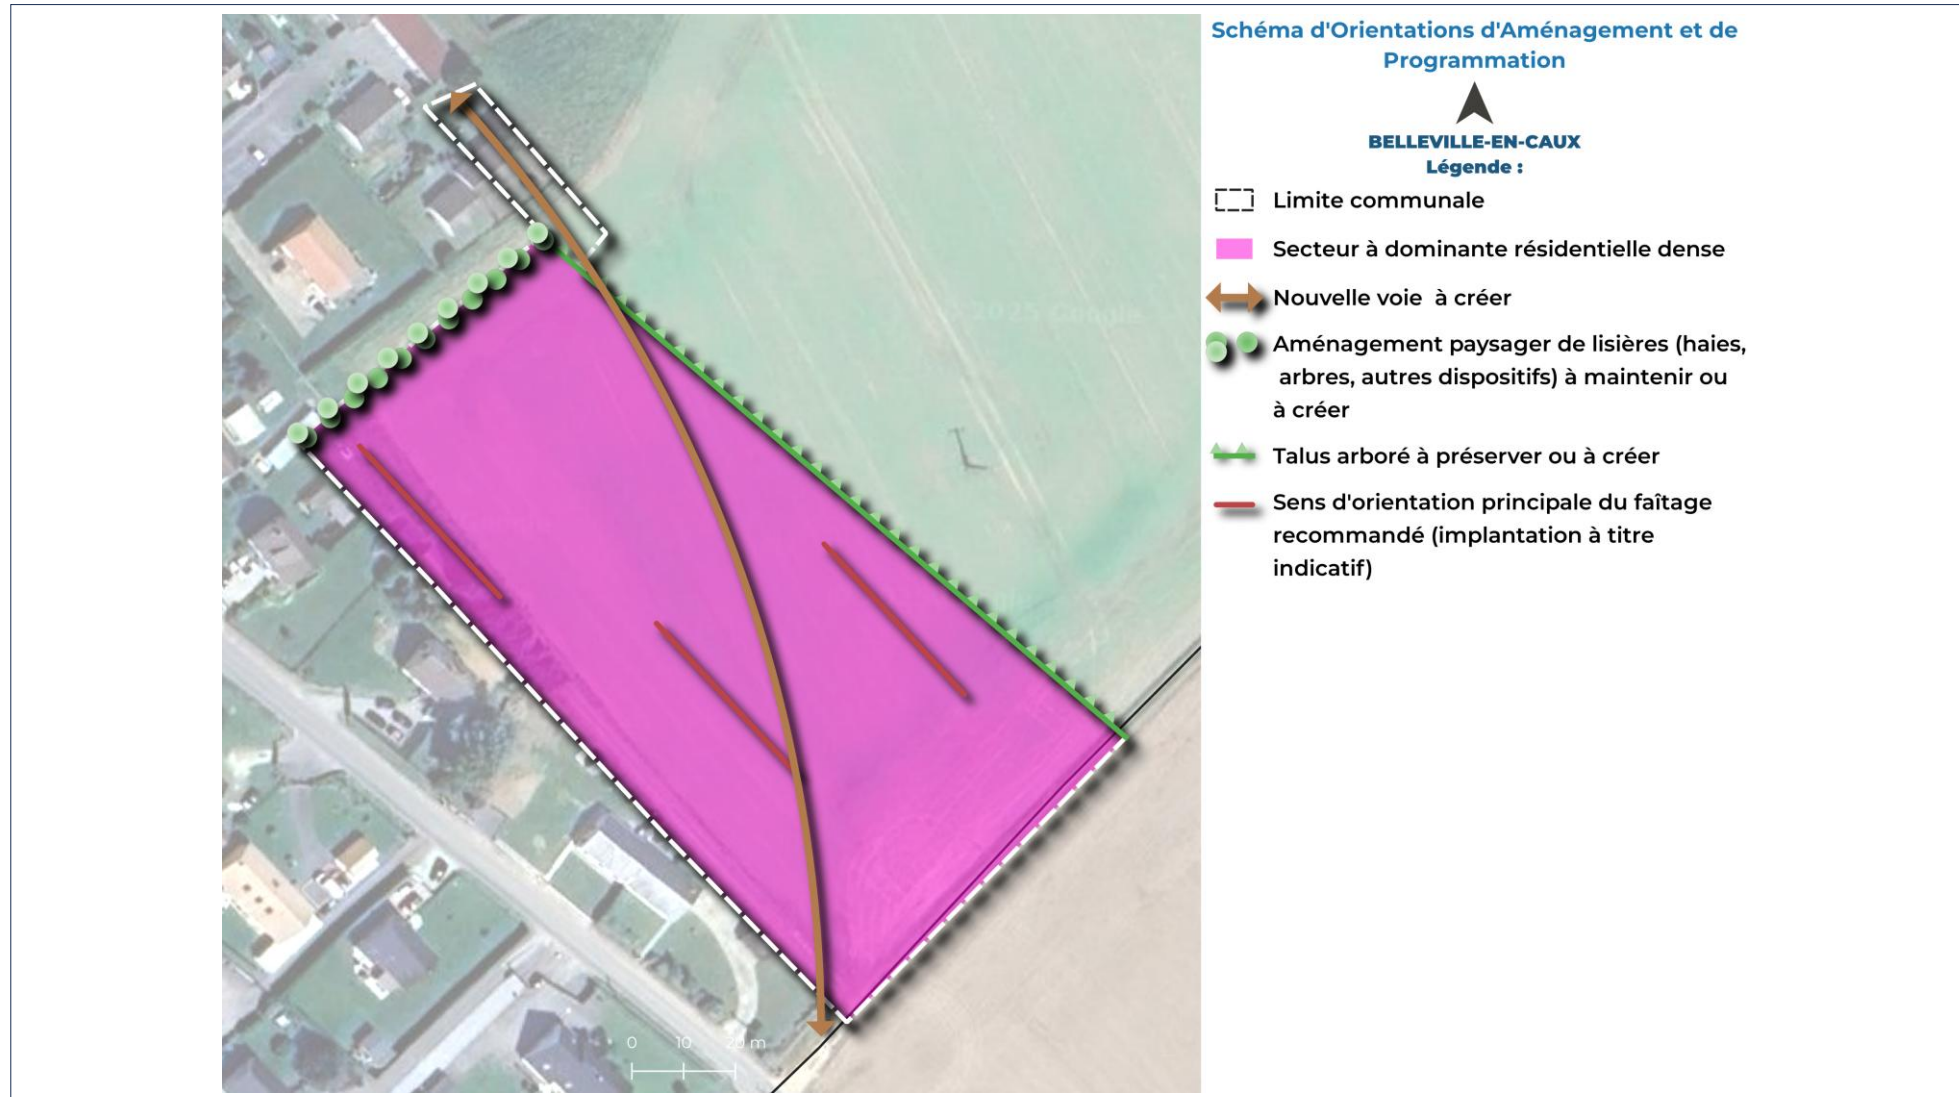 Schéma d'Orientations d'Aménagement et de
Programmation
BELLEVILLE-EN-CAUX
Légende :
Limite communale
Secteur à dominante résidentielle dense
Nouvelle voie à créer
Aménagement paysager de lisières (haies,
arbres, autres dispositifs) à maintenir ou
à créer
Talus arboré à préserver ou à créer
Sens d'orientation principale du faîtage
recommandé (implantation à titre
indicatif)
0 10 20 m